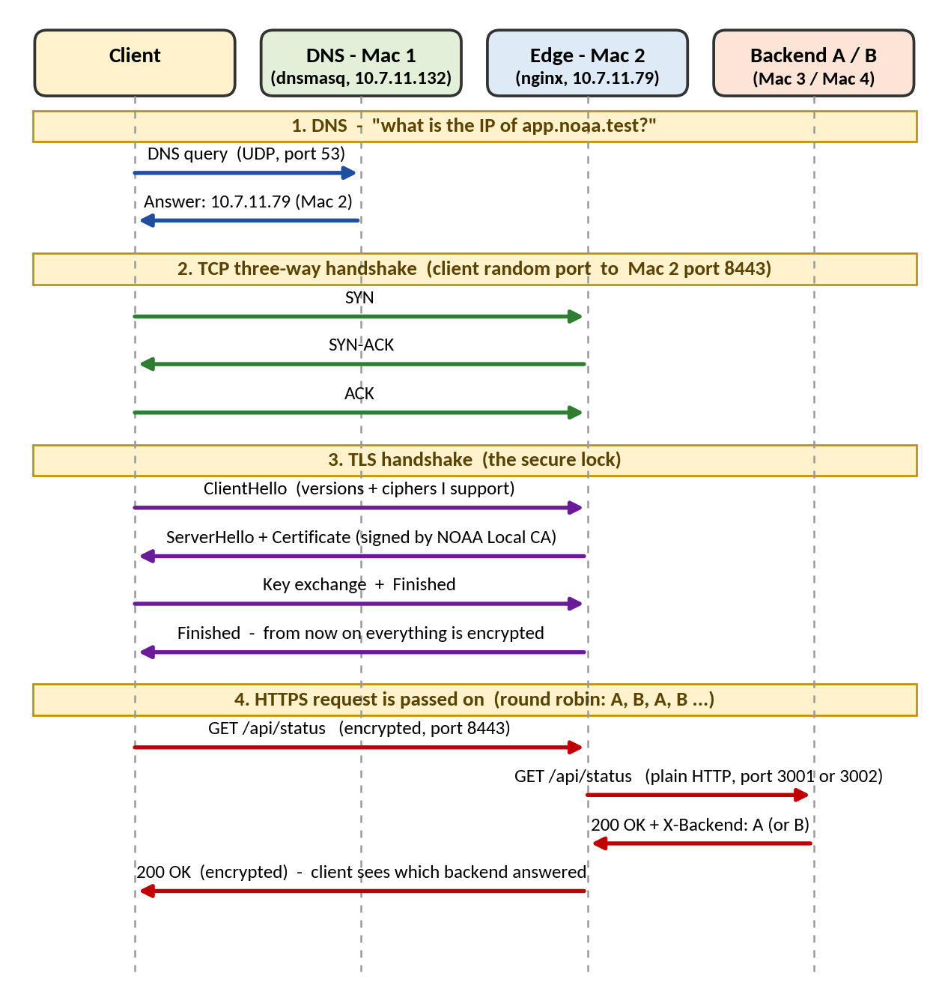 Client
DNS - Mac 1
(dnsmasq, 10.7.11.132)
Edge - Mac 2
(nginx, 10.7.11.79)
Backend A / B
(Mac 3 / Mac 4)
1. DNS - "what is the IP of app.noaa.test?"
DNS query (UDP, port 53)
Answer: 10.7.11.79 (Mac 2)
2. TCP three-way handshake (client random port to Mac 2 port 8443)
SYN
SYN-ACK
ACK
3. TLS handshake (the secure lock)
ClientHello (versions + ciphers I support)
ServerHello + Certificate (signed by NOAA Local CA)
Key exchange + Finished
Finished - from now on everything is encrypted
4. HTTPS request is passed on (round robin: A, B, A, B ...)
GET /api/status (encrypted, port 8443)
GET /api/status (plain HTTP, port 3001 or 3002)
200 OK + X-Backend: A (or B)
200 OK (encrypted) - client sees which backend answered